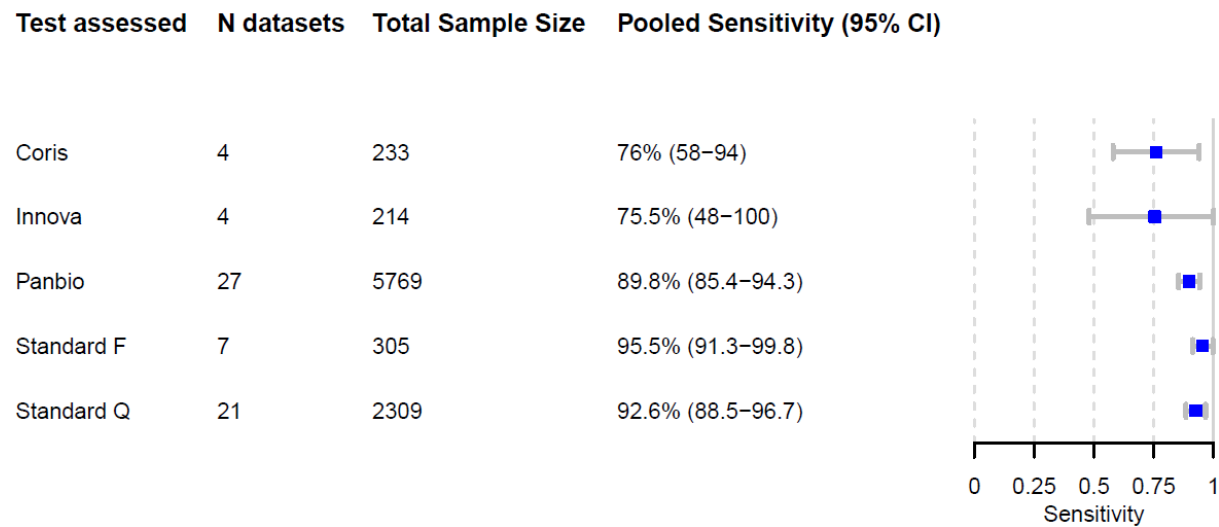 Test assessed N datasets Total Sample Size Pooled Sensitivity (95% CI)
Coris 4 233 76% (58−94)
Innova 4 214 75.5% (48−100)
Panbio 27 5769 89.8% (85.4−94.3)
Standard F 7 305 95.5% (91.3−99.8)
Standard Q 21 2309 92.6% (88.5−96.7)
0 0.25 0.5 0.75 1
Sensitivity